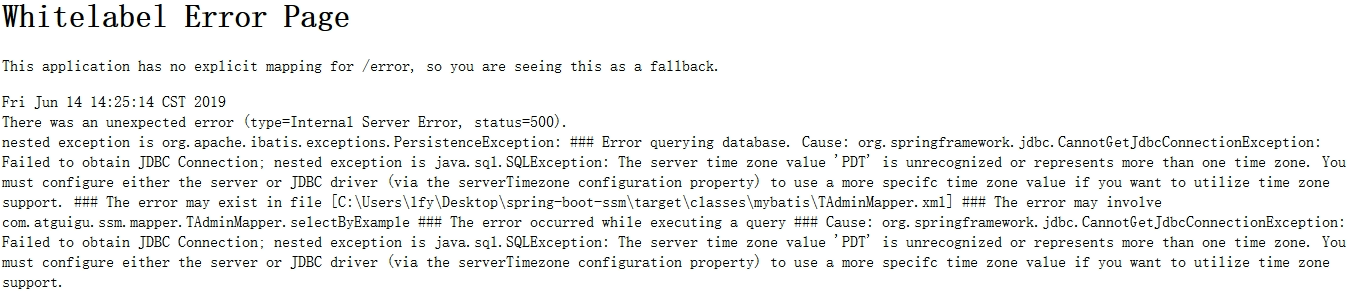 Whitelabel Error Page
This application has no explicit mapping for /error, so you are seeing this as a fallback.
Fri Jun 14 14:25:14 CST 2019
There was an unexpected error (type=Internal Server Error, status=500).
nested exception is org.apache.ibatis.exceptions.PersistenceException: ### Error querying database. Cause: org.springframework.jdbc.CannotGetJdbcConnectionException:
Failed to obtain JDBC Connection; nested exception is java.sql.SQLException: The server time zone value 'PDT' is unrecognized or represents more than one time zone. You
must configure either the server or JDBC driver (via the serverTimezone configuration property) to use a more specifc time zone value if you want to utilize time zone
support. ### The error may exist in file [C:\Users\lfy\Desktop\spring-boot-ssm\target\classes\mybatis\TAdminMapper.xml] ### The error may involve
com.atguigu.ssm.mapper.TAdminMapper.selectByExample ### The error occurred while executing a query ### Cause: org.springframework.jdbc.CannotGetJdbcConnectionException:
Failed to obtain JDBC Connection; nested exception is java.sql.SQLException: The server time zone value 'PDT' is unrecognized or represents more than one time zone. You
must configure either the server or JDBC driver (via the serverTimezone configuration property) to use a more specifc time zone value if you want to utilize time zone
support.